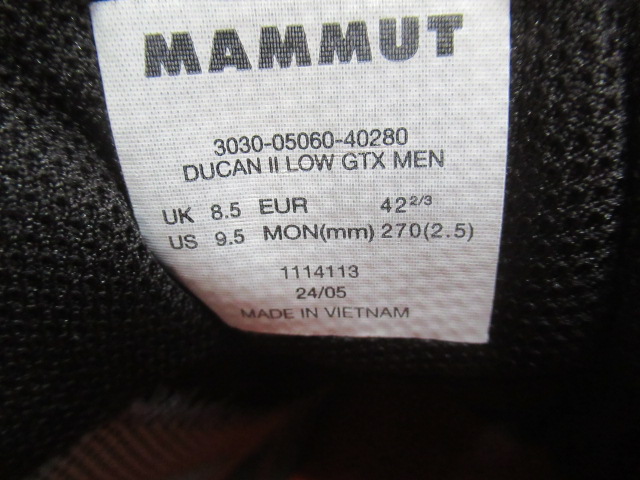 MAMMUT
3030-05060-40280
DUCAN II LOW GTX MEN
UK 8.5 EUR 42 2/3
US 9.5 MON(mm) 270(2.5)
1114113
24/05
MADE IN VIETNAM